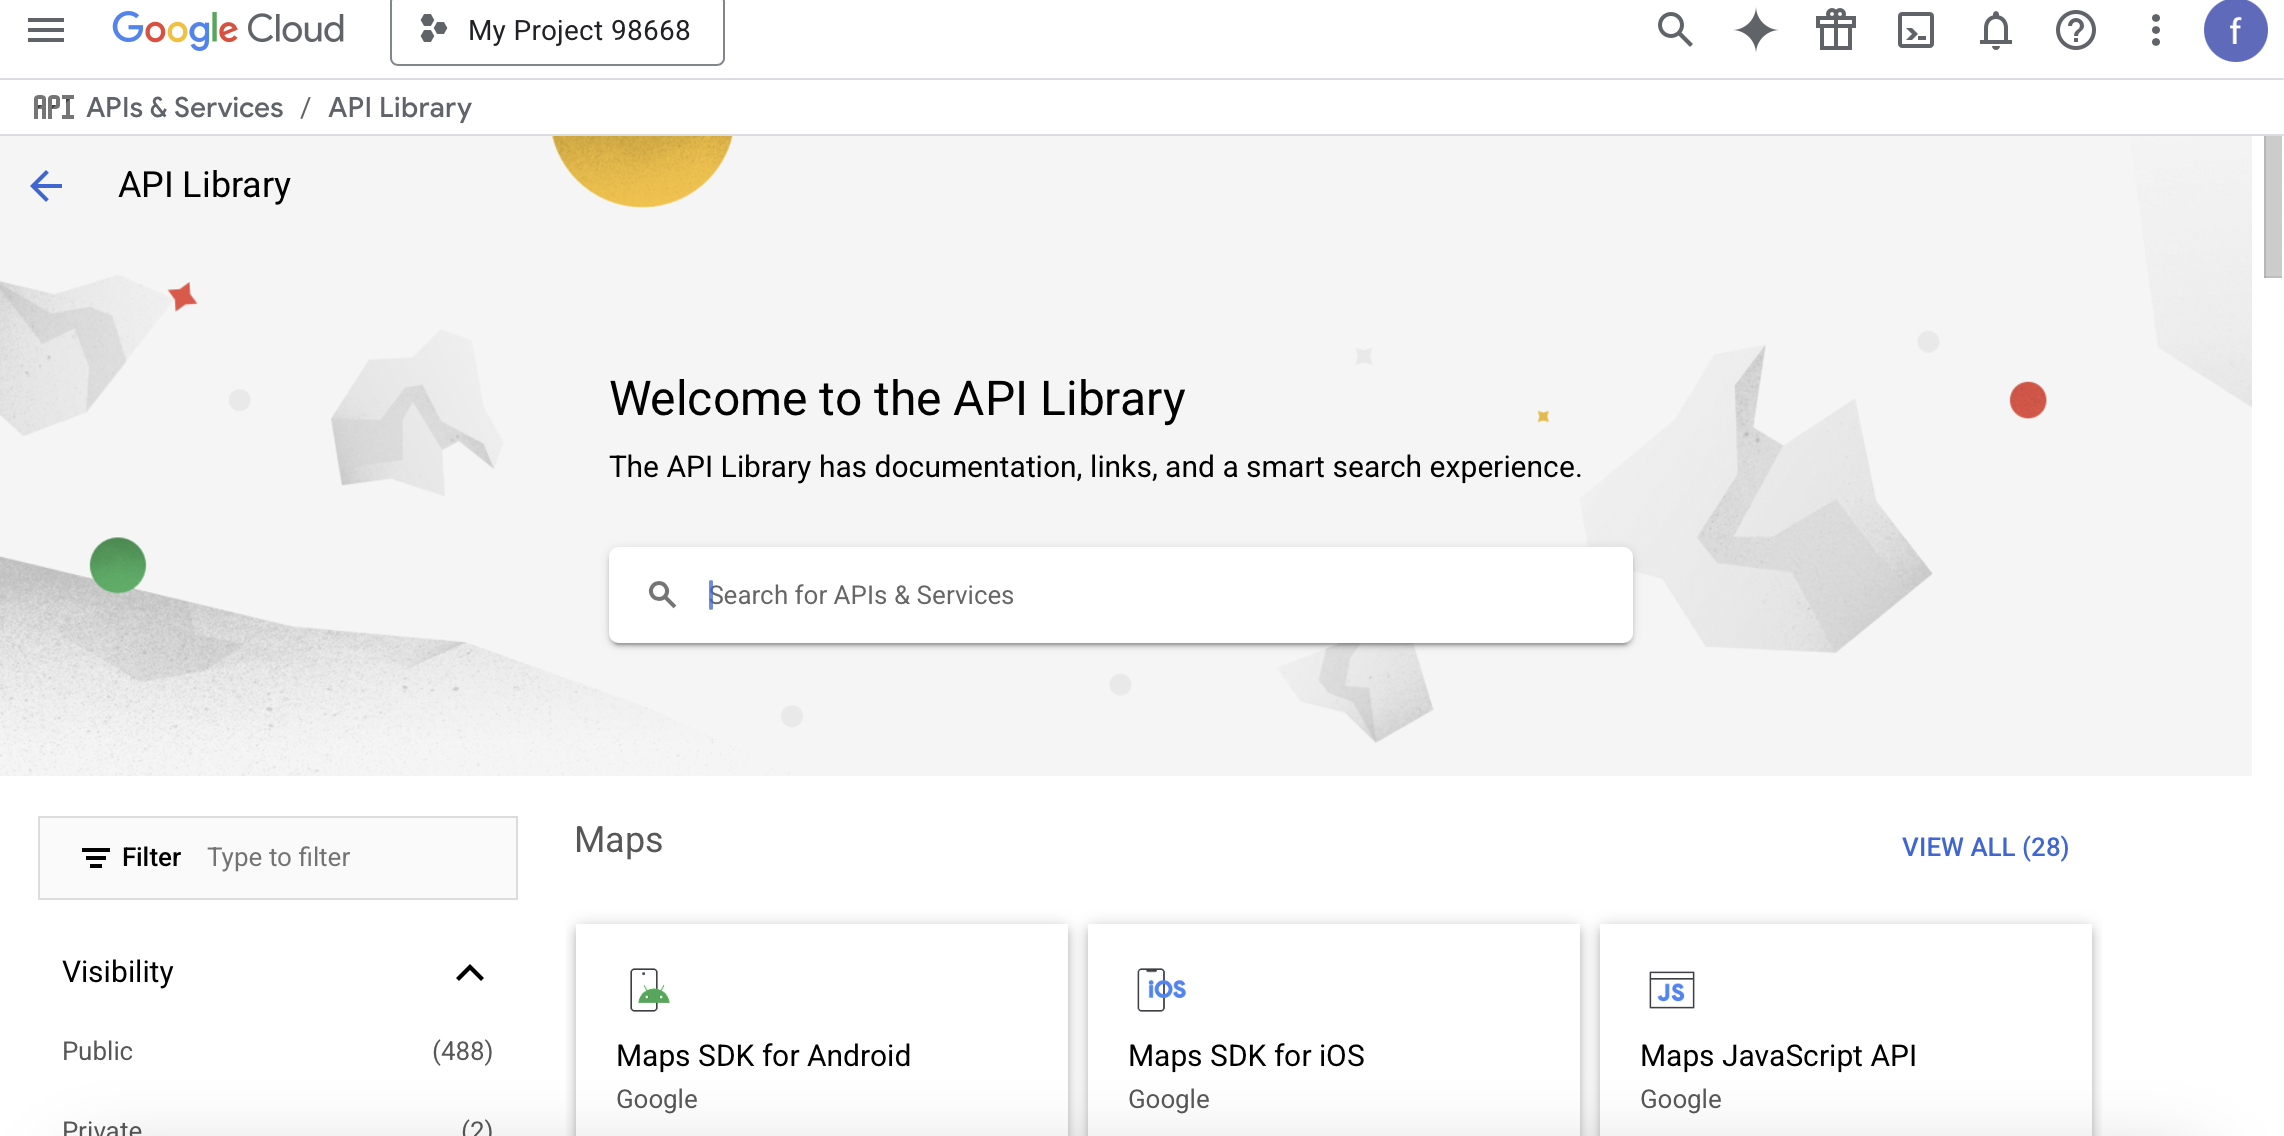 Google Cloud
My Project 98668
f
API APIs & Services / API Library
API Library
Welcome to the API Library
The API Library has documentation, links, and a smart search experience.
Search for APIs & Services
Filter Type to filter
Visibility
Public (488)
Private (2)
Maps
VIEW ALL (28)
Maps SDK for Android
Google
iOS
Maps SDK for iOS
Google
JS
Maps JavaScript API
Google